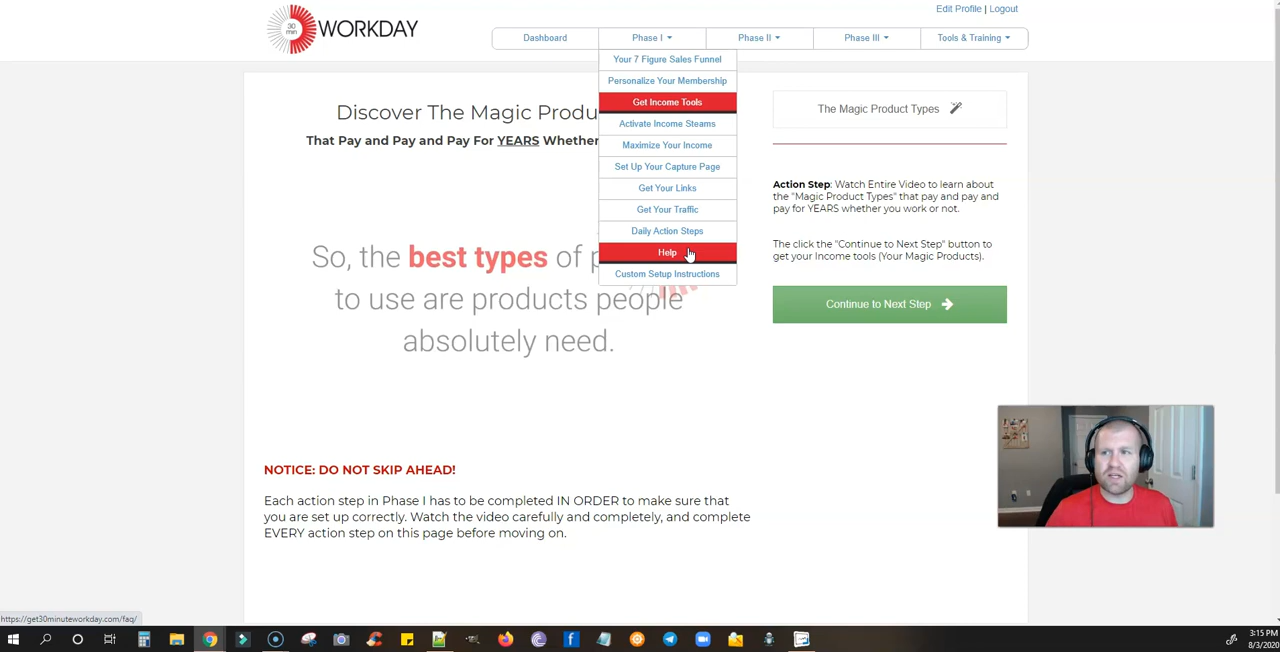 Edit Profile | Logout
30
min
WORKDAY
Dashboard
Phase I
Phase II
Phase III
Tools & Training
Your 7 Figure Sales Funnel
Personalize Your Membership
Get Income Tools
Activate Income Steams
Maximize Your Income
Set Up Your Capture Page
Get Your Links
Get Your Traffic
Daily Action Steps
Help
Custom Setup Instructions
Discover The Magic Produ
That Pay and Pay and Pay For YEARS Whether
So, the best types of p
to use are products people
absolutely need.
NOTICE: DO NOT SKIP AHEAD!
Each action step in Phase I has to be completed IN ORDER to make sure that
you are set up correctly. Watch the video carefully and completely, and complete
EVERY action step on this page before moving on.
The Magic Product Types
Action Step: Watch Entire Video to learn about
the "Magic Product Types" that pay and pay and
pay for YEARS whether you work or not.
The click the "Continue to Next Step" button to
get your Income tools (Your Magic Products).
Continue to Next Step
https://get30minuteworkday.com/faq/
3:15 PM
8/3/2020